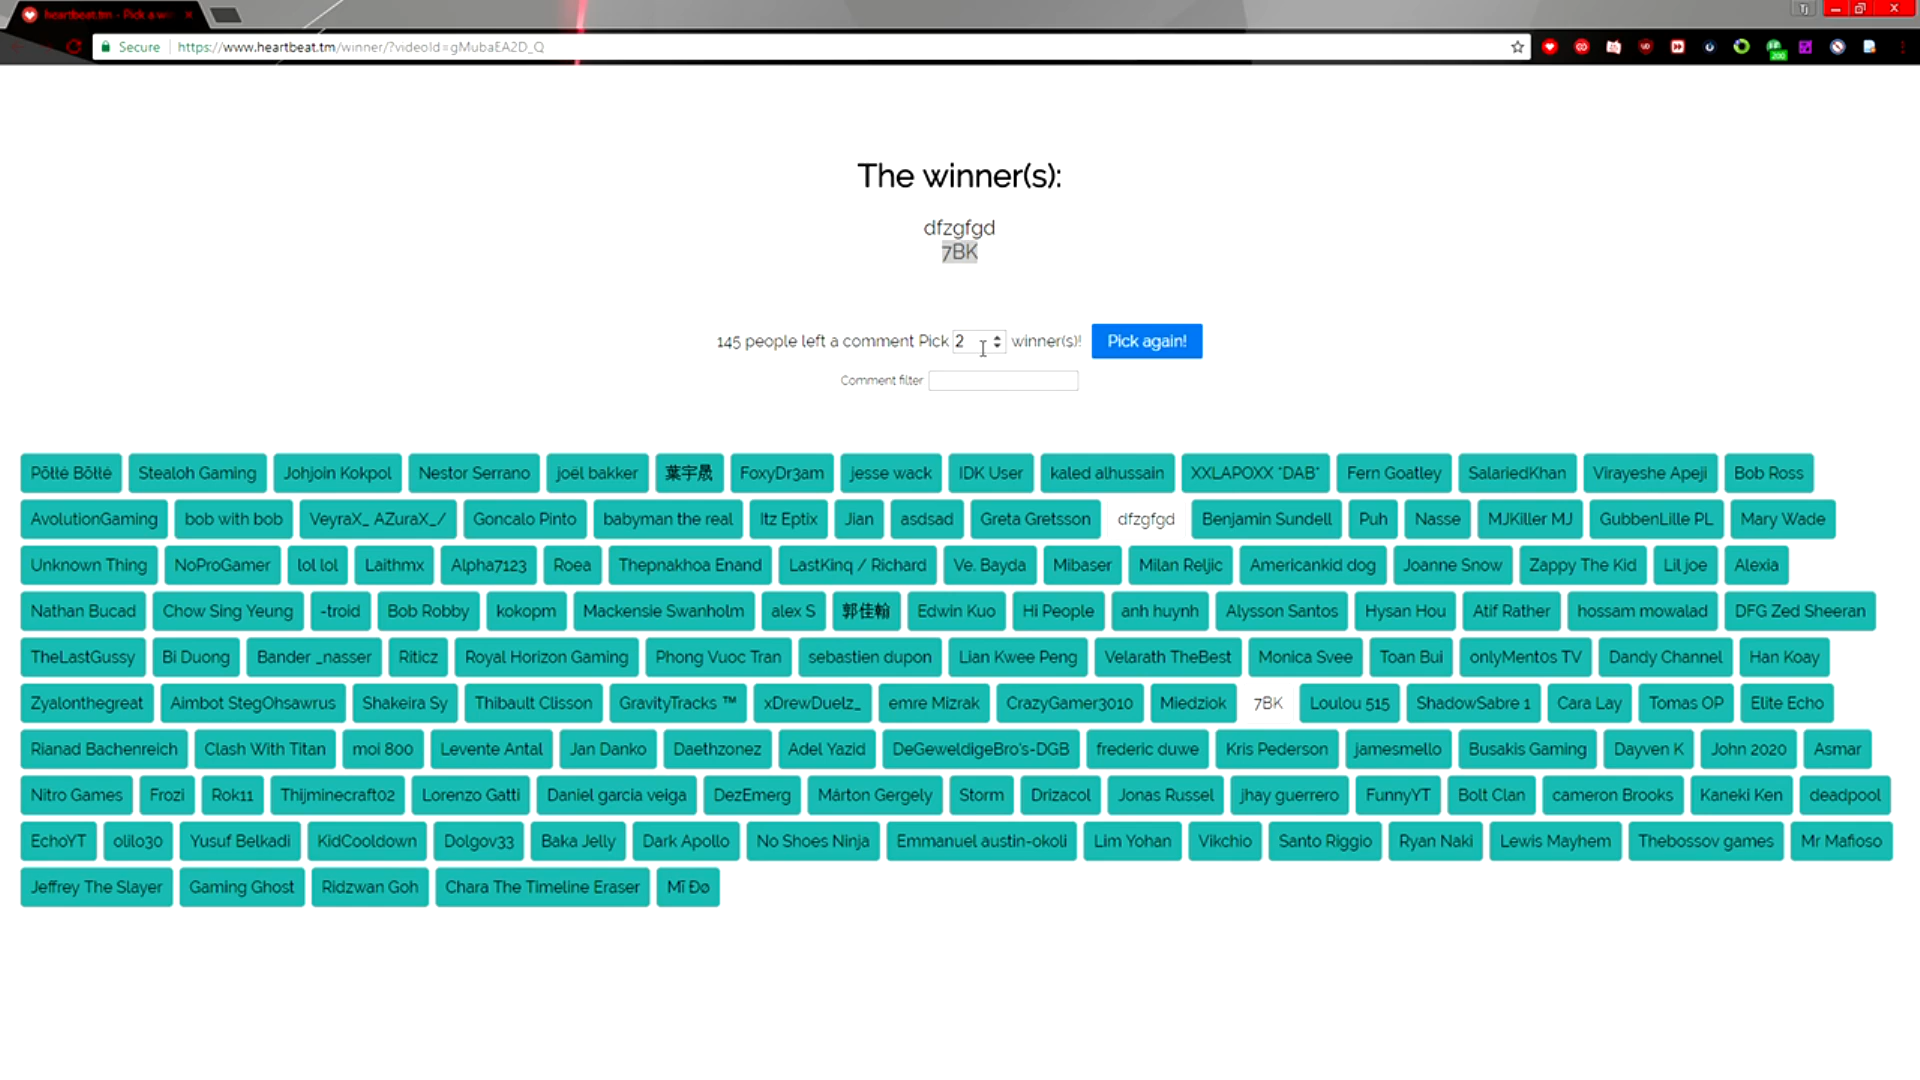 heartbeat.tm - Pick a w
Tj
Secure https://www.heartbeat.tm/winner/?videoId=gMubaEA2D_Q
200
The winner(s):
dfzgfgd
7BK
145 people left a comment Pick 2 winner(s)! Pick again!
Comment filter
Põłłé Bõłłé Stealoh Gaming Johjoin Kokpol Nestor Serrano joël bakker 葉宇晟 FoxyDr3am jesse wack IDK User kaled alhussain XXLAPOXX "DAB" Fern Goatley SalariedKhan Virayeshe Apeji Bob Ross
AvolutionGaming bob with bob VeyraX_ AZuraX_/ Goncalo Pinto babyman the real Itz Eptix Jian asdsad Greta Gretsson dfzgfgd Benjamin Sundell Puh Nasse MJKiller MJ GubbenLille PL Mary Wade
Unknown Thing NoProGamer lol lol Laithmx Alpha7123 Roea Thepnakhoa Enand LastKinq / Richard Ve. Bayda Mibaser Milan Reljic Americankid dog Joanne Snow Zappy The Kid Lil joe Alexia
Nathan Bucad Chow Sing Yeung -troid Bob Robby kokopm Mackensie Swanholm alex S 郭佳翰 Edwin Kuo Hi People anh huynh Alysson Santos Hysan Hou Atif Rather hossam mowalad DFG Zed Sheeran
TheLastGussy Bi Duong Bander _nasser Riticz Royal Horizon Gaming Phong Vuoc Tran sebastien dupon Lian Kwee Peng Velarath TheBest Monica Svee Toan Bui onlyMent0s TV Dandy Channel Han Koay
Zyalonthegreat Aimbot StegOhsawrus Shakeira Sy Thibault Clisson GravityTracks ™ xDrewDuelz_ emre Mizrak CrazyGamer3010 Miedziok 7BK Loulou 515 ShadowSabre 1 Cara Lay Tomas OP Elite Echo
Rianad Bachenreich Clash With Titan moi 800 Levente Antal Jan Danko Daethzonez Adel Yazid DeGeweldigeBro's-DGB frederic duwe Kris Pederson jamesmello Busakis Gaming Dayven K John 2020 Asmar
Nitro Games Frozi Rok11 Thijminecraft02 Lorenzo Gatti Daniel garcia veiga DezEmerg Márton Gergely Storm Drizacol Jonas Russel jhay guerrero FunnyYT Bolt Clan cameron Brooks Kaneki Ken deadpool
EchoYT olilo30 Yusuf Belkadi KidCooldown Dolgov33 Baka Jelly Dark Apollo No Shoes Ninja Emmanuel austin-okoli Lim Yohan Vikchio Santo Riggio Ryan Naki Lewis Mayhem Thebossov games Mr Mafioso
Jeffrey The Slayer Gaming Ghost Ridzwan Goh Chara The Timeline Eraser Mî Đø